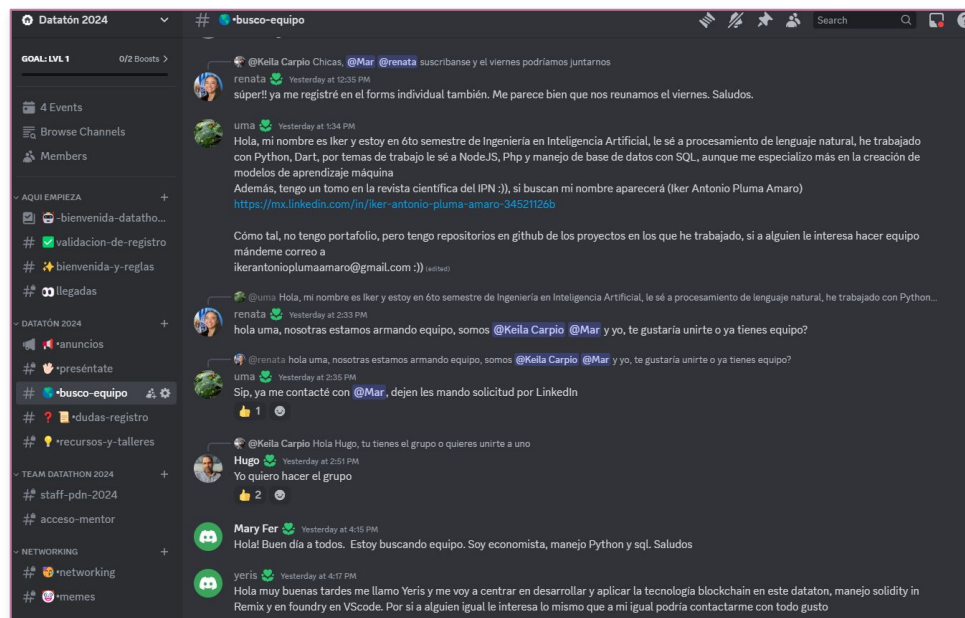 Datatón 2024
GOAL: LVL 1 0/2 Boosts
4 Events
Browse Channels
Members
AQUI EMPIEZA
-bienvenida-datatho...
validacion-de-registro
bienvenida-y-reglas
llegadas
DATATÓN 2024
•anuncios
•preséntate
•busco-equipo
•dudas-registro
•recursos-y-talleres
TEAM DATATHON 2024
staff-pdn-2024
acceso-mentor
NETWORKING
•networking
•memes
•busco-equipo
Search
@Keila Carpio Chicas, @Mar @renata suscribanse y el viernes podríamos juntarnos
renata Yesterday at 12:35 PM
súper!! ya me registré en el forms individual también. Me parece bien que nos reunamos el viernes. Saludos.
uma Yesterday at 1:34 PM
Hola, mi nombre es Iker y estoy en 6to semestre de Ingeniería en Inteligencia Artificial, le sé a procesamiento de lenguaje natural, he trabajado
con Python, Dart, por temas de trabajo le sé a NodeJS, Php y manejo de base de datos con SQL, aunque me especializo más en la creación de
modelos de aprendizaje máquina
Además, tengo un tomo en la revista científica del IPN :)), si buscan mi nombre aparecerá (Iker Antonio Pluma Amaro)
https://mx.linkedin.com/in/iker-antonio-pluma-amaro-34521126b
Cómo tal, no tengo portafolio, pero tengo repositorios en github de los proyectos en los que he trabajado, si a alguien le interesa hacer equipo
mándeme correo a
ikerantonioplumaamaro@gmail.com :)) (edited)
@uma Hola, mi nombre es Iker y estoy en 6to semestre de Ingeniería en Inteligencia Artificial, le sé a procesamiento de lenguaje natural, he trabajado con Python...
renata Yesterday at 2:33 PM
hola uma, nosotras estamos armando equipo, somos @Keila Carpio @Mar y yo, te gustaría unirte o ya tienes equipo?
@renata hola uma, nosotras estamos armando equipo, somos @Keila Carpio @Mar y yo, te gustaría unirte o ya tienes equipo?
uma Yesterday at 2:35 PM
Sip, ya me contacté con @Mar, dejen les mando solicitud por LinkedIn
1
@Keila Carpio Hola Hugo, tu tienes el grupo o quieres unirte a uno
Hugo Yesterday at 2:51 PM
Yo quiero hacer el grupo
2
Mary Fer Yesterday at 4:15 PM
Hola! Buen día a todos. Estoy buscando equipo. Soy economista, manejo Python y sql. Saludos
yeris Yesterday at 4:17 PM
Hola muy buenas tardes me llamo Yeris y me voy a centrar en desarrollar y aplicar la tecnología blockchain en este dataton, manejo solidity in
Remix y en foundry en VScode. Por si a alguien igual le interesa lo mismo que a mi igual podría contactarme con todo gusto